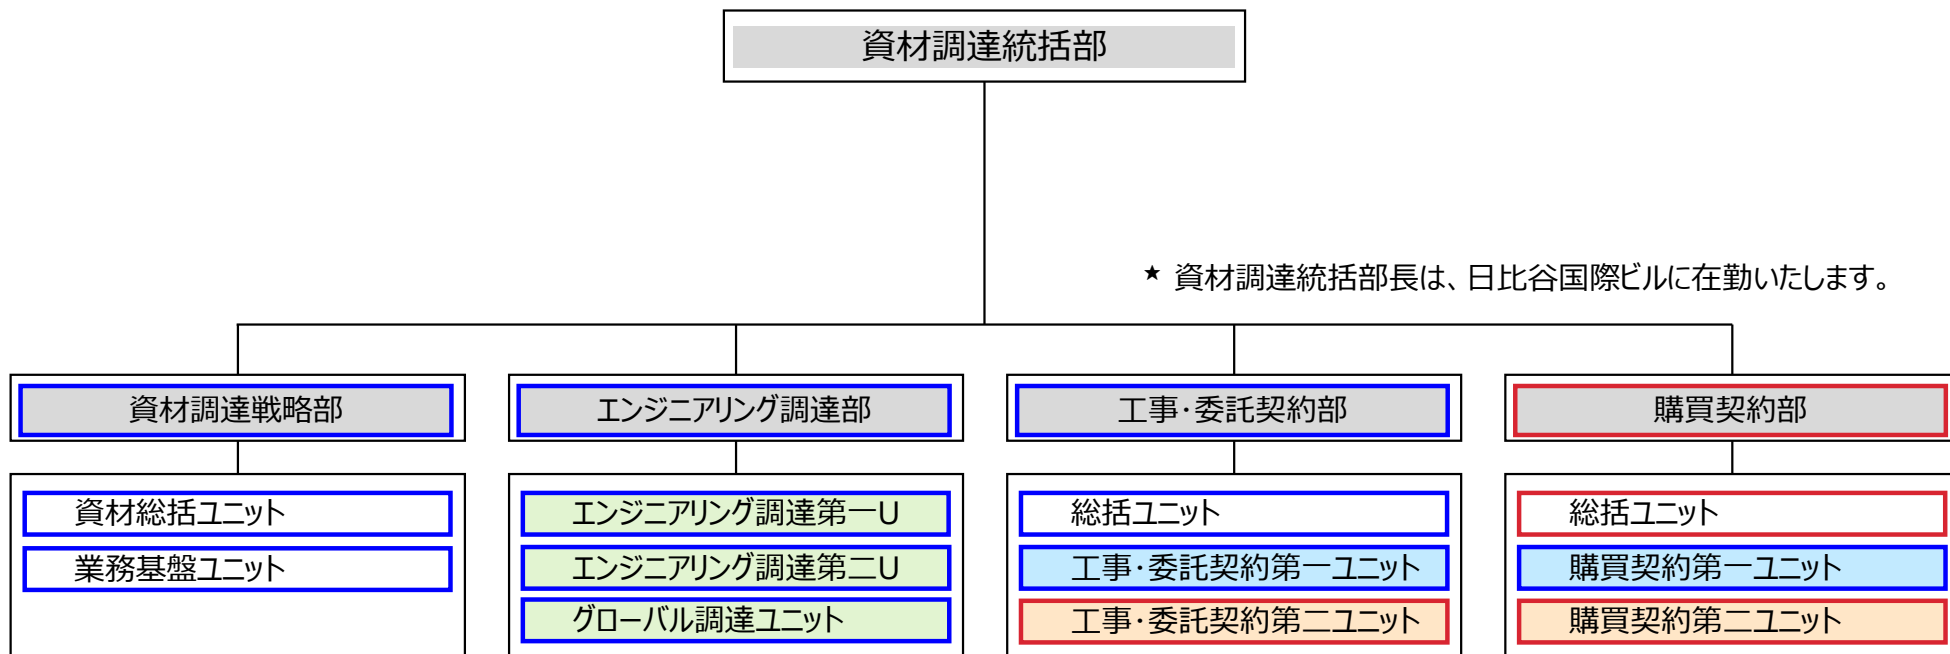 資材調達統括部
★ 資材調達統括部長は、日比谷国際ビルに在勤いたします。
資材調達戦略部
エンジニアリング調達部
工事・委託契約部
購買契約部
資材総括ユニット
業務基盤ユニット
エンジニアリング調達第一U
エンジニアリング調達第二U
グローバル調達ユニット
総括ユニット
工事・委託契約第一ユニット
工事・委託契約第二ユニット
総括ユニット
購買契約第一ユニット
購買契約第二ユニット